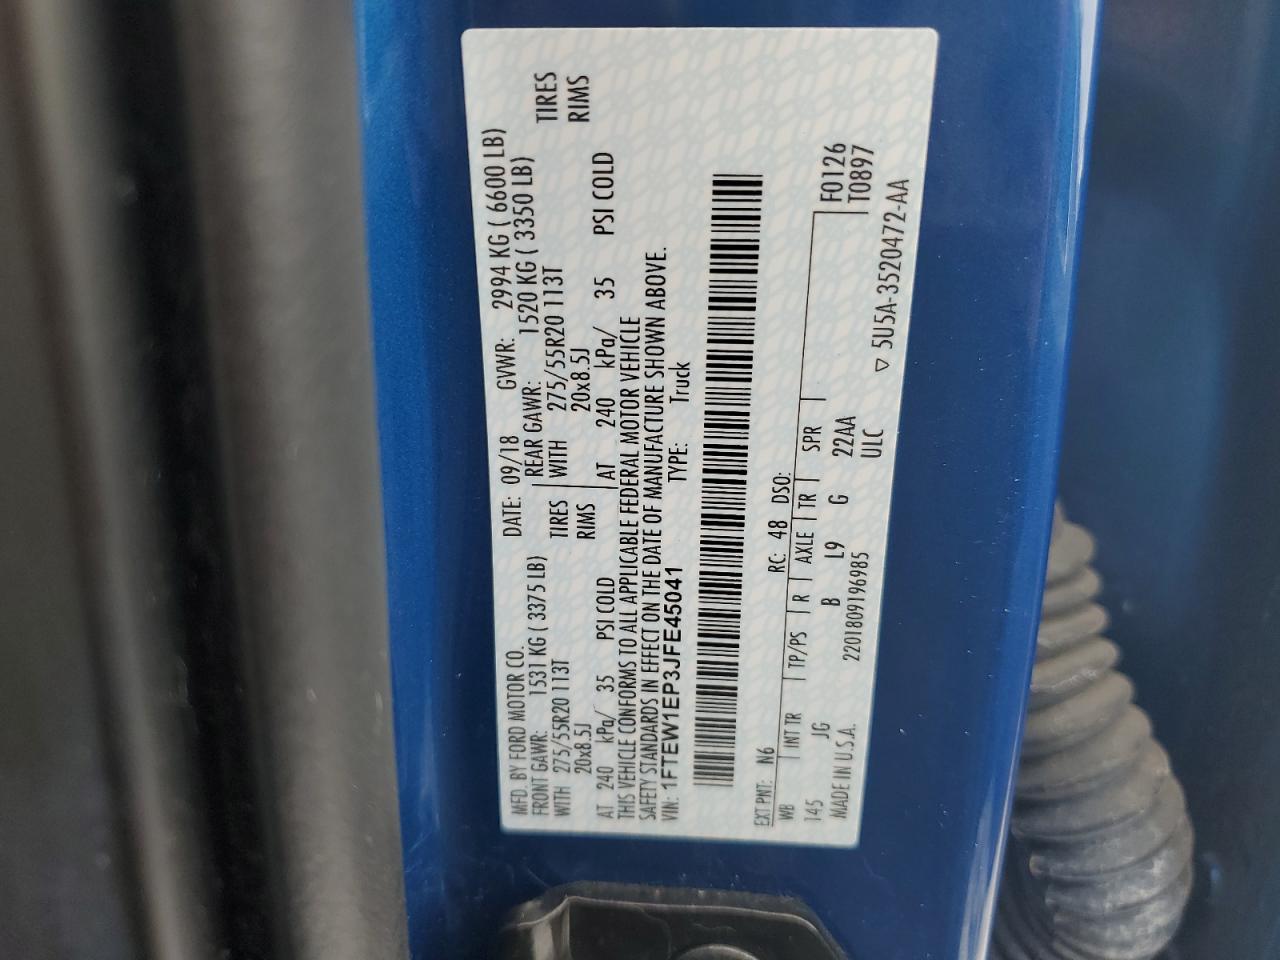 MFD. BY FORD MOTOR CO. DATE: 09/18 GVWR: 2994 KG ( 6600 LB)
FRONT GAWR: 1531 KG ( 3375 LB) REAR GAWR: 1520 KG ( 3350 LB)
WITH 275/55R20 113T TIRES WITH 275/55R20 113T TIRES
20x8.5J RIMS 20x8.5J RIMS
AT 240 kPa/ 35 PSI COLD AT 240 kPa/ 35 PSI COLD
THIS VEHICLE CONFORMS TO ALL APPLICABLE FEDERAL MOTOR VEHICLE
SAFETY STANDARDS IN EFFECT ON THE DATE OF MANUFACTURE SHOWN ABOVE.
VIN: 1FTEW1EP3JFE45041 TYPE: Truck
EXT PNT: N6 RC: 48 DSO:
WB INT TR TP/PS R AXLE TR SPR F0126
145 JG B L9 G 22AA T0897
MADE IN U.S.A. 2201809196985 ULC
▽ 5U5A-3520472-AA